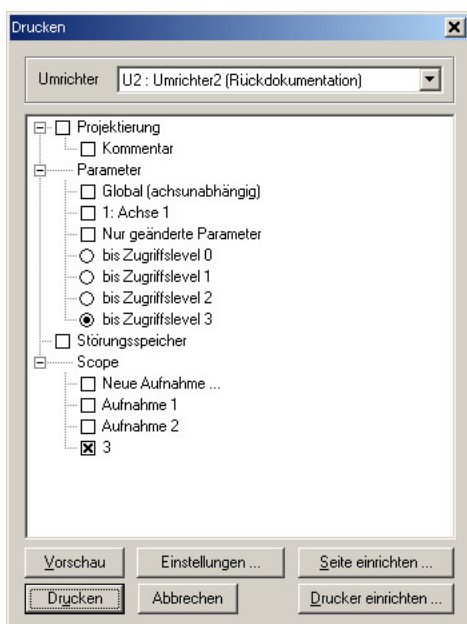 Drucken
Umrichter U2 : Umrichter2 (Rückdokumentation)
Projektierung
Kommentar
Parameter
Global (achsunabhängig)
1: Achse 1
Nur geänderte Parameter
bis Zugriffslevel 0
bis Zugriffslevel 1
bis Zugriffslevel 2
bis Zugriffslevel 3
Störungsspeicher
Scope
Neue Aufnahme ...
Aufnahme 1
Aufnahme 2
3
Vorschau Einstellungen ... Seite einrichten ...
Drucken Abbrechen Drucker einrichten ...